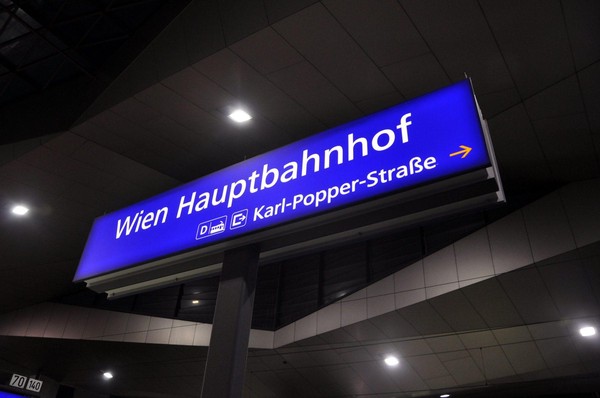 Wien Hauptbahnhof
D Karl-Popper-Straße
70 140